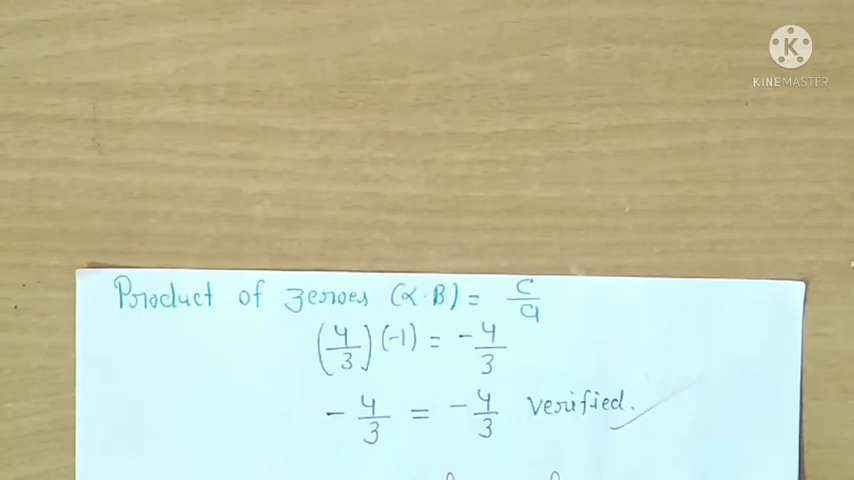 K
KINEMASTER
Product of zeroes (α·β) = c/a
(4/3)(-1) = -4/3
-4/3 = -4/3 verified.